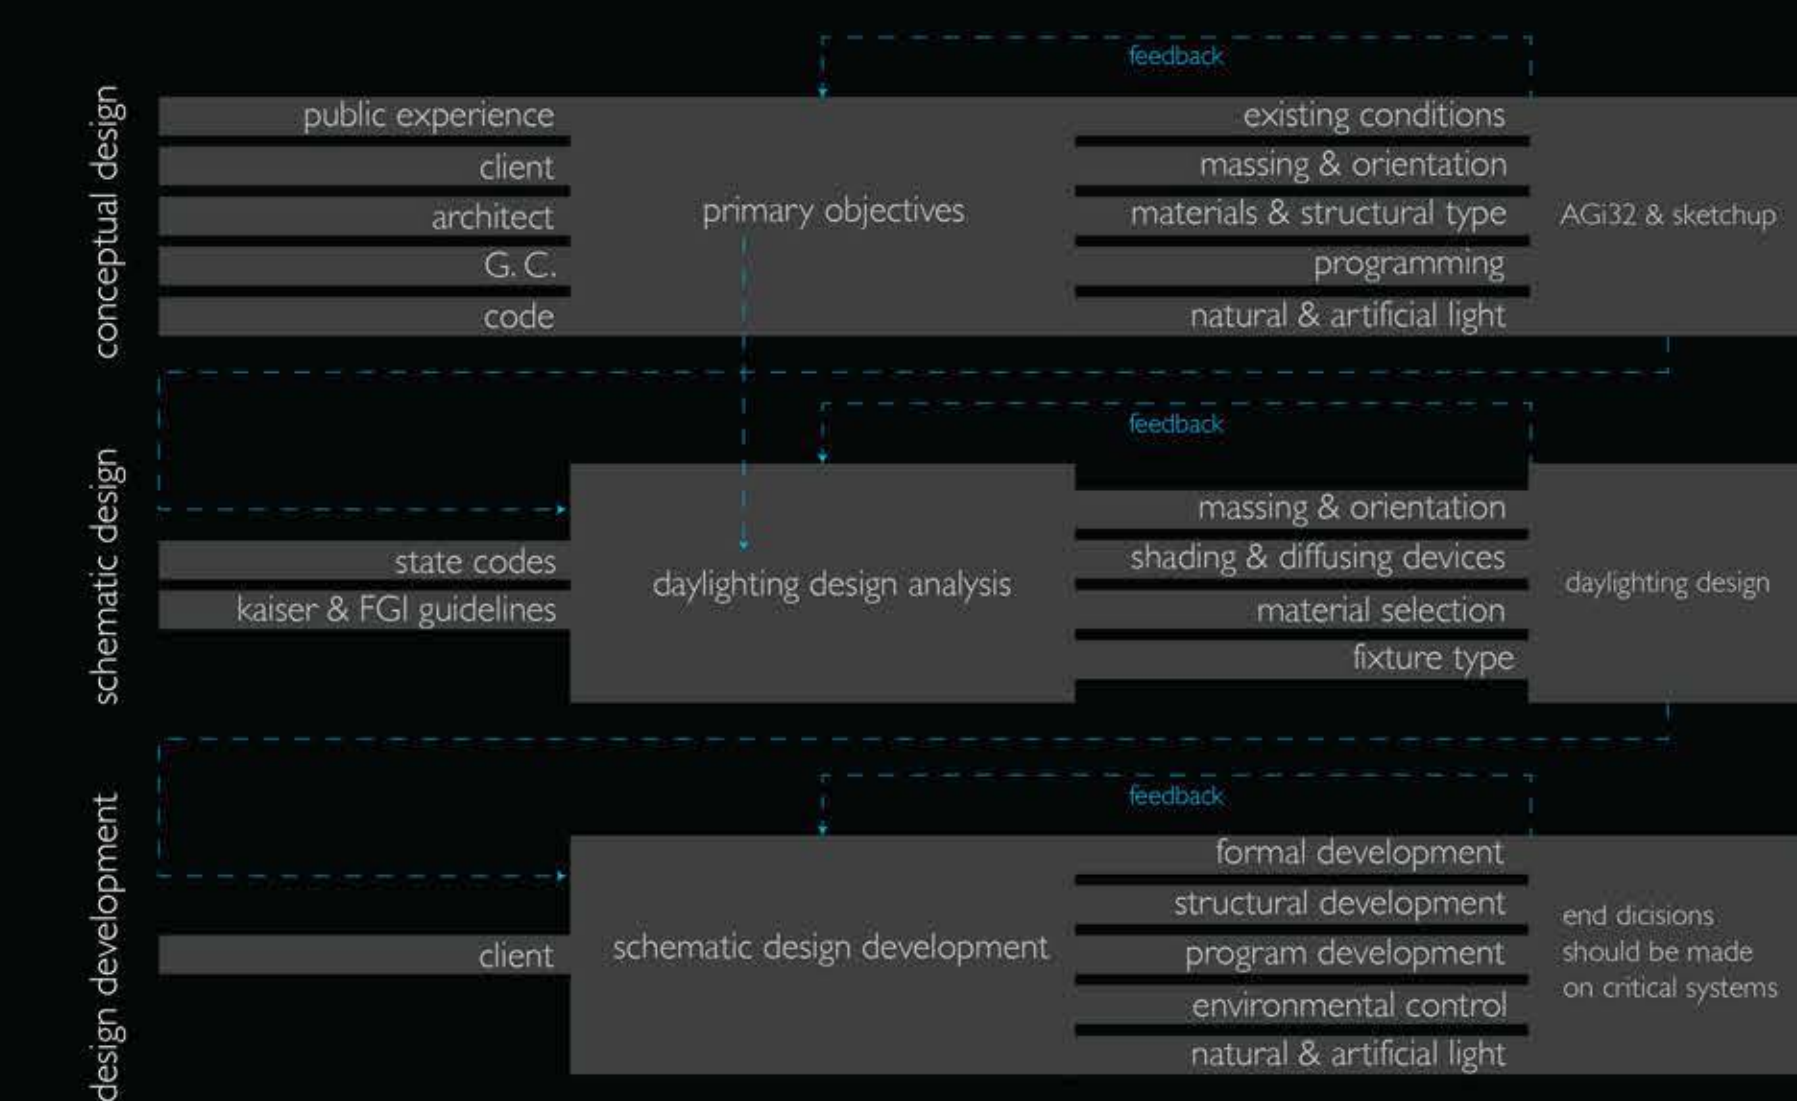 conceptual design
feedback
public experience
client
architect
G. C.
code
primary objectives
existing conditions
massing & orientation
materials & structural type
programming
natural & artificial light
AGi32 & sketchup
schematic design
feedback
state codes
kaiser & FGI guidelines
daylighting design analysis
massing & orientation
shading & diffusing devices
material selection
fixture type
daylighting design
design development
feedback
client
schematic design development
formal development
structural development
program development
environmental control
natural & artificial light
end dicisions
should be made
on critical systems